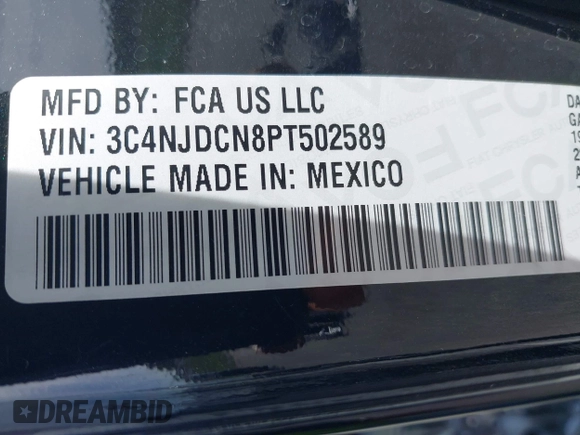 MFD BY: FCA US LLC
VIN: 3C4NJDCN8PT502589
VEHICLE MADE IN: MEXICO
DREAMBID